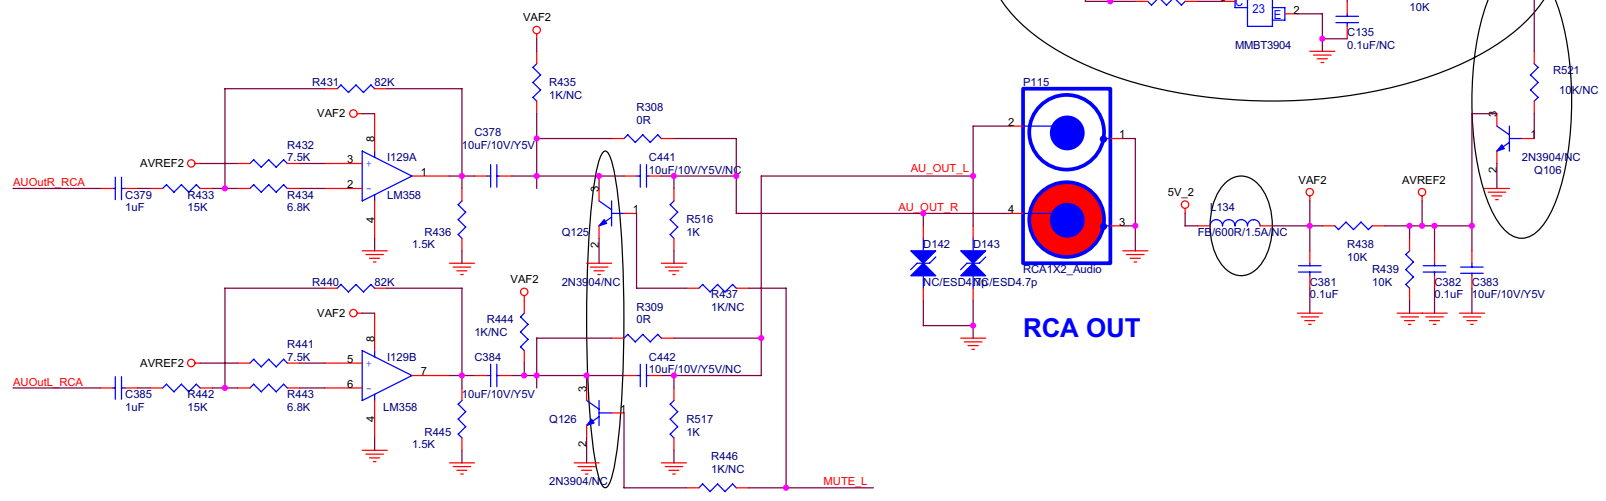 VAF2
R431 82K
R435
1K/NC
VAF2
8
R432
7.5K
AVREF2
3
I129A
+
1
C378
10uF/10V/Y5V
R308
0R
C441
10uF/10V/Y5V/NC
AUOutR_RCA
C379
1uF
R433
15K
R434
6.8K
2
-
LM358
4
R436
1.5K
3
Q125
1
2
2N3904/NC
R516
1K
R437
1K/NC
R440 82K
VAF2
8
VAF2
R444
1K/NC
R309
0R
R441
7.5K
AVREF2
5
I129B
+
7
C384
10uF/10V/Y5V
C442
10uF/10V/Y5V/NC
AUOutL_RCA
C385
1uF
R442
15K
R443
6.8K
6
-
LM358
4
R445
1.5K
3
Q126
1
2
2N3904/NC
R517
1K
R446
1K/NC
MUTE_L
C
23
E
2
MMBT3904
C135
0.1uF/NC
10K
P115
2
1
AU_OUT_L
AU_OUT_R
4
3
D142
NC/ESD4.7p
D143
NC/ESD4.7p
RCA1X2_Audio
RCA OUT
R521
10K/NC
3
1
2N3904/NC
Q106
2
5V_2
L134
FB/600R/1.5A/NC
VAF2
AVREF2
R438
10K
R439
10K
C381
0.1uF
C382
0.1uF
C383
10uF/10V/Y5V